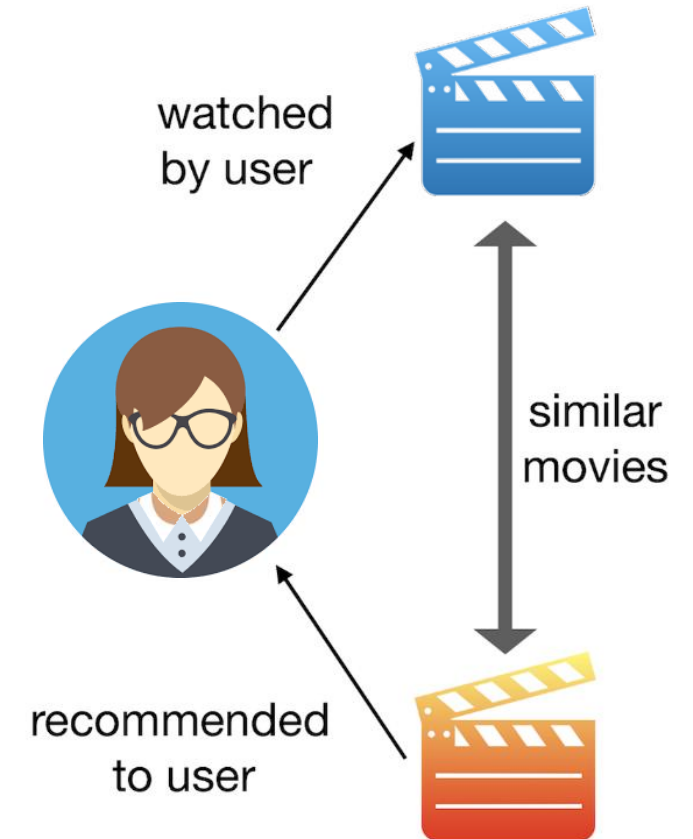 watched
by user
similar
movies
recommended
to user